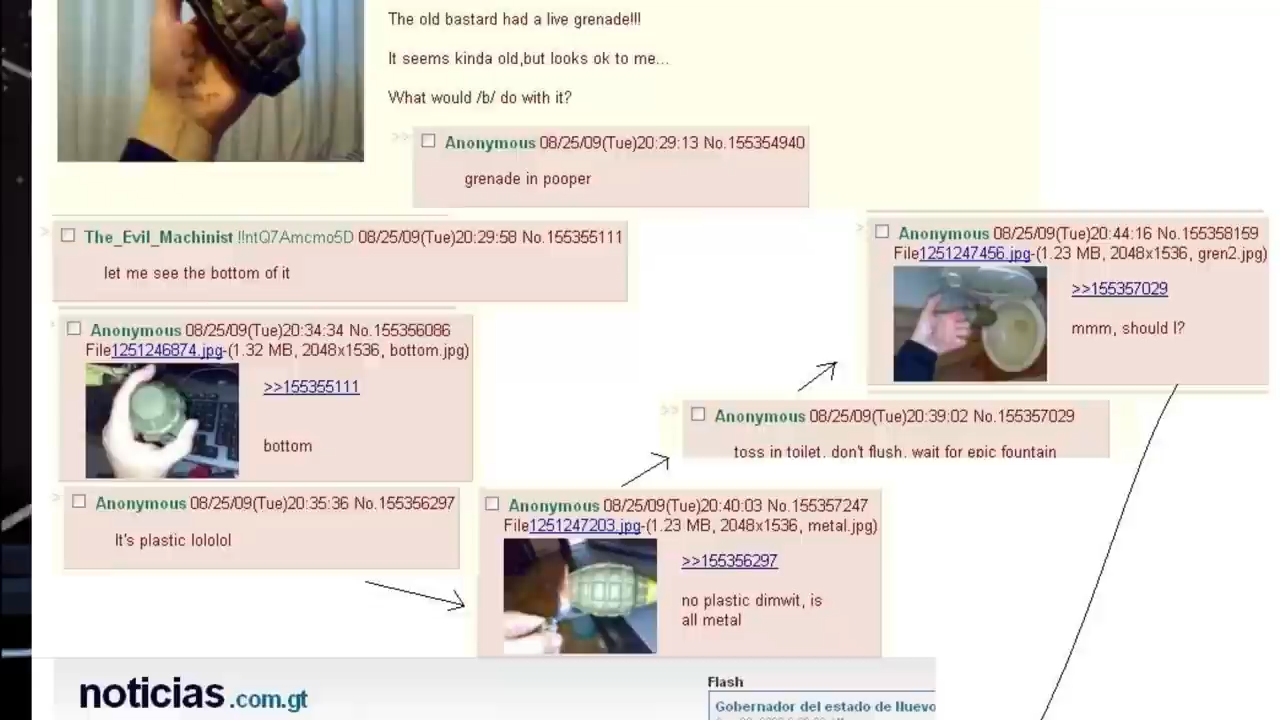 The old bastard had a live grenade!!!
It seems kinda old,but looks ok to me...
What would /b/ do with it?
>> Anonymous 08/25/09(Tue)20:29:13 No.155354940
grenade in pooper
> The_Evil_Machinist !!ntQ7Amcmo5D 08/25/09(Tue)20:29:58 No.155355111
let me see the bottom of it
> Anonymous 08/25/09(Tue)20:34:34 No.155356086
File1251246874.jpg-(1.32 MB, 2048x1536, bottom.jpg)
>>155355111
bottom
> Anonymous 08/25/09(Tue)20:35:36 No.155356297
It's plastic lololol
Anonymous 08/25/09(Tue)20:40:03 No.155357247
File1251247203.jpg-(1.23 MB, 2048x1536, metal.jpg)
>>155356297
no plastic dimwit, is
all metal
>> Anonymous 08/25/09(Tue)20:39:02 No.155357029
toss in toilet. don't flush. wait for epic fountain
> Anonymous 08/25/09(Tue)20:44:16 No.155358159
File1251247456.jpg-(1.23 MB, 2048x1536, gren2.jpg)
>>155357029
mmm, should I?
noticias.com.gt
Flash
Gobernador del estado de Nuevo